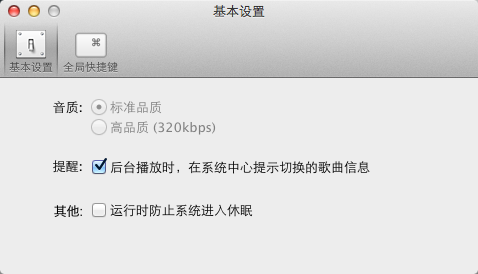 基本设置
⌘
基本设置 全局快捷键
音质: 标准品质
高品质 (320kbps)
提醒: 后台播放时，在系统中心提示切换的歌曲信息
其他: 运行时防止系统进入休眠